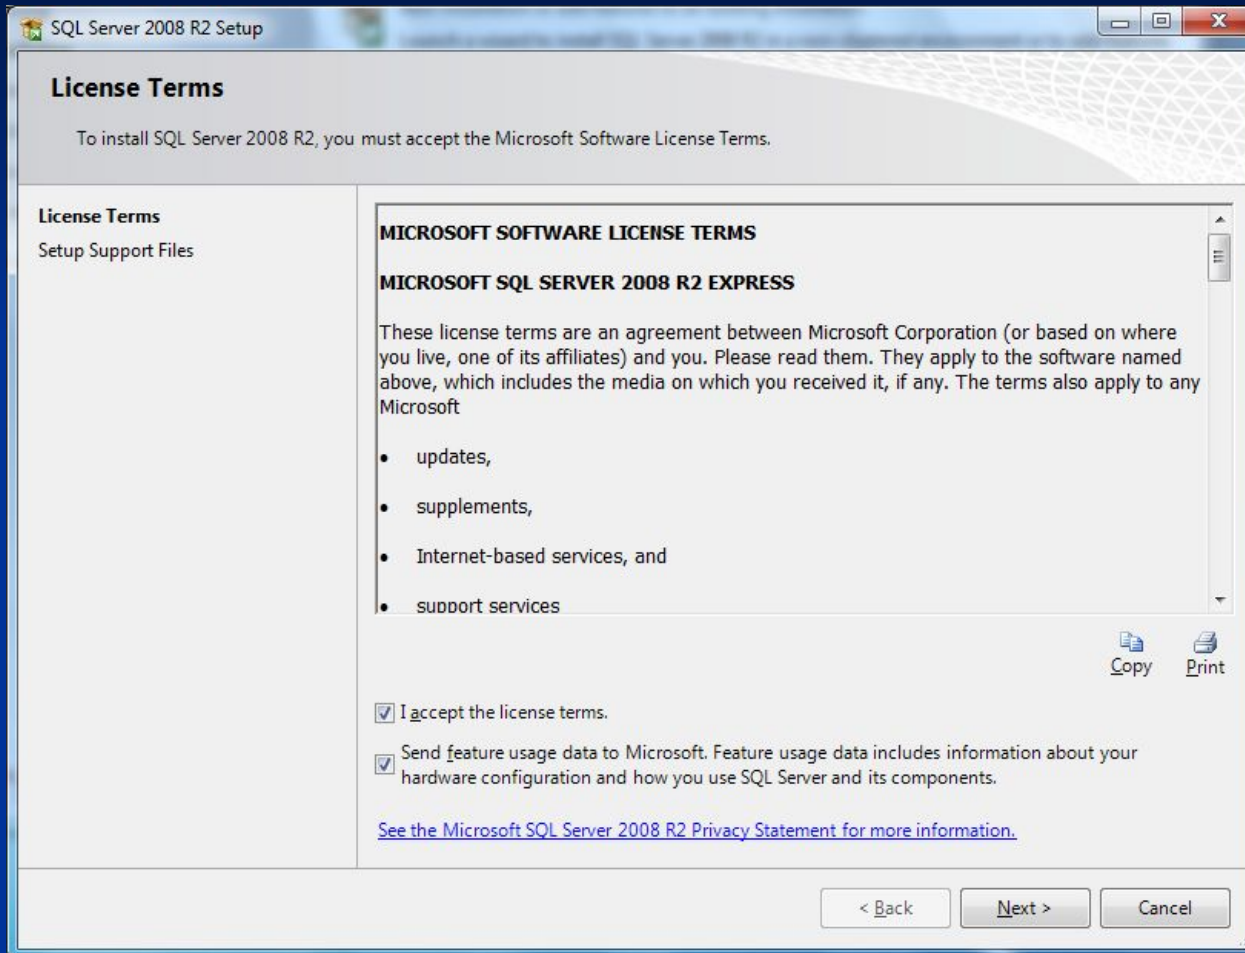 SQL Server 2008 R2 Setup
License Terms
To install SQL Server 2008 R2, you must accept the Microsoft Software License Terms.
License Terms
Setup Support Files
MICROSOFT SOFTWARE LICENSE TERMS
MICROSOFT SQL SERVER 2008 R2 EXPRESS
These license terms are an agreement between Microsoft Corporation (or based on where
you live, one of its affiliates) and you. Please read them. They apply to the software named
above, which includes the media on which you received it, if any. The terms also apply to any
Microsoft
• updates,
• supplements,
• Internet-based services, and
• support services
Copy
Print
I accept the license terms.
Send feature usage data to Microsoft. Feature usage data includes information about your
hardware configuration and how you use SQL Server and its components.
See the Microsoft SQL Server 2008 R2 Privacy Statement for more information.
< Back
Next >
Cancel